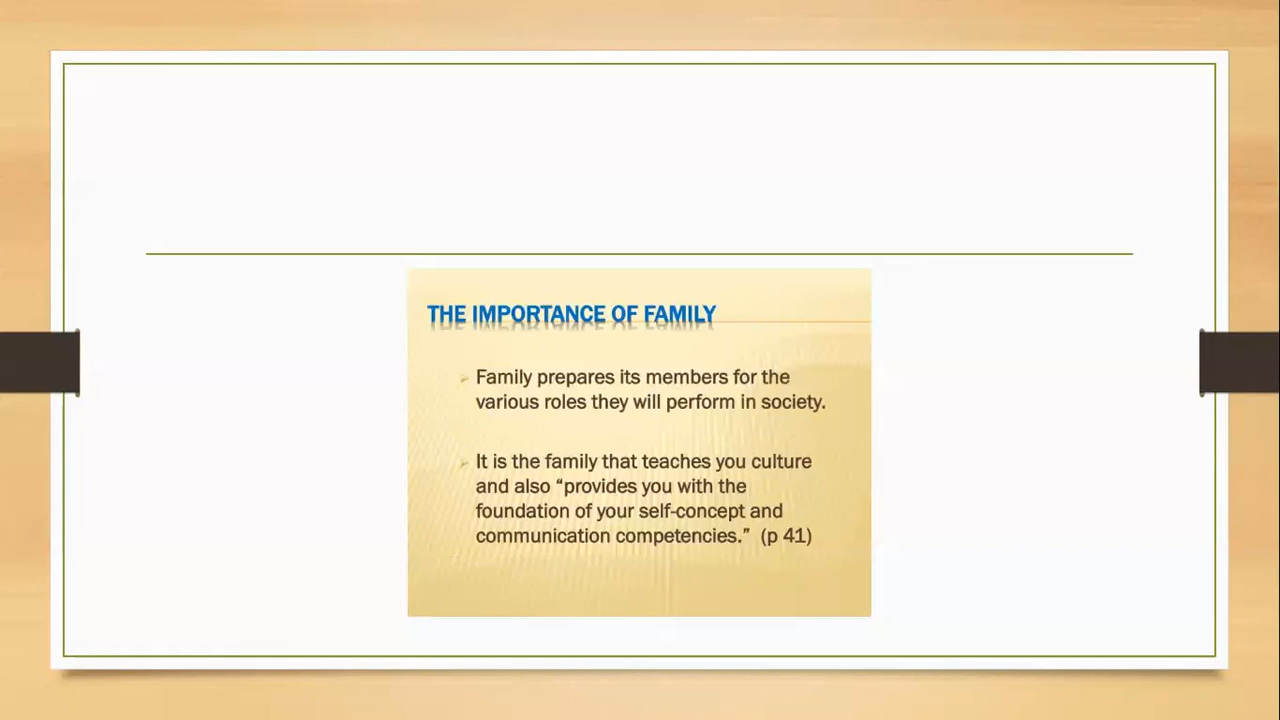 THE IMPORTANCE OF FAMILY
Family prepares its members for the
various roles they will perform in society.
It is the family that teaches you culture
and also “provides you with the
foundation of your self-concept and
communication competencies.”  (p 41)